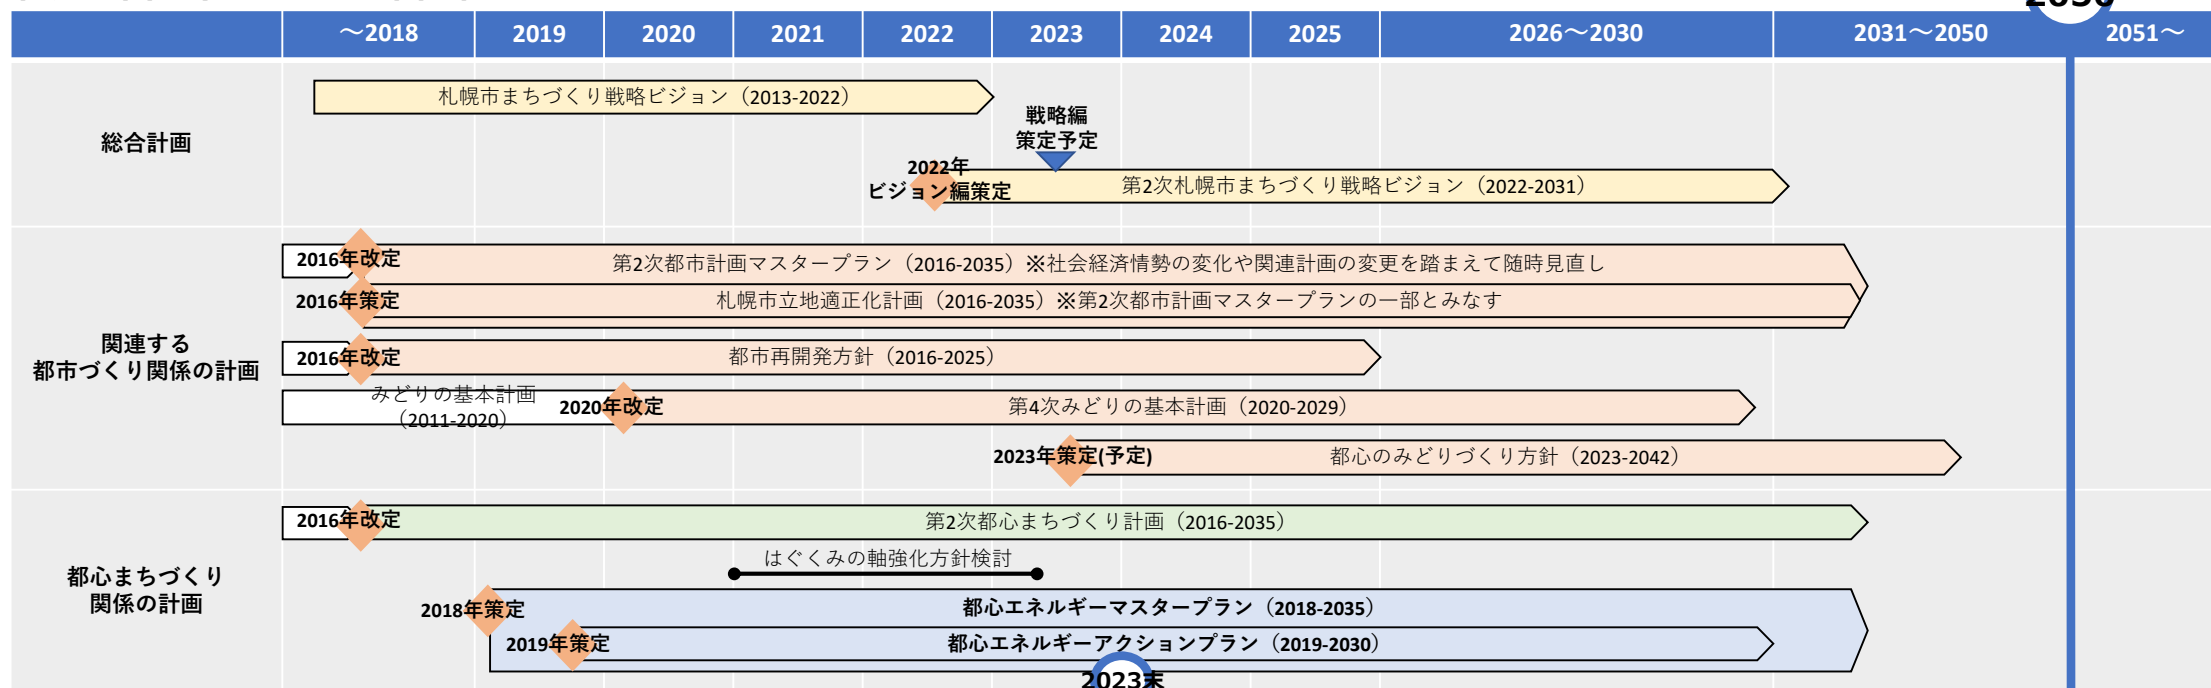 2050
～2018 2019 2020 2021 2022 2023 2024 2025 2026～2030 2031～2050 2051～
総合計画
札幌市まちづくり戦略ビジョン（2013-2022）
戦略編
策定予定
2022年
ビジョン編策定
第2次札幌市まちづくり戦略ビジョン（2022-2031）
関連する
都市づくり関係の計画
2016年改定
第2次都市計画マスタープラン（2016-2035）※社会経済情勢の変化や関連計画の変更を踏まえて随時見直し
2016年策定
札幌市立地適正化計画（2016-2035）※第2次都市計画マスタープランの一部とみなす
2016年改定
都市再開発方針（2016-2025）
みどりの基本計画
（2011-2020）
2020年改定
第4次みどりの基本計画（2020-2029）
2023年策定(予定)
都心のみどりづくり方針（2023-2042）
都心まちづくり
関係の計画
2016年改定
第2次都心まちづくり計画（2016-2035）
はぐくみの軸強化方針検討
2018年策定
都心エネルギーマスタープラン（2018-2035）
2019年策定
都心エネルギーアクションプラン（2019-2030）
2023末